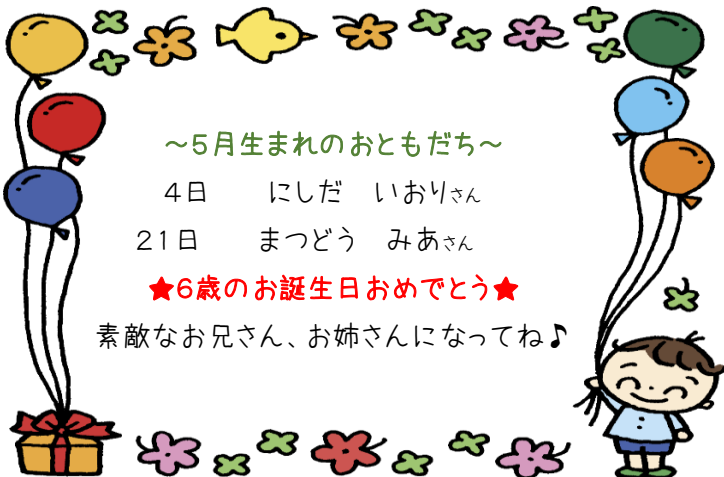 ～5月生まれのおともだち～
4日　　にしだ　いおりさん
21日　　まつどう　みあさん
★6歳のお誕生日おめでとう★
素敵なお兄さん、お姉さんになってね♪